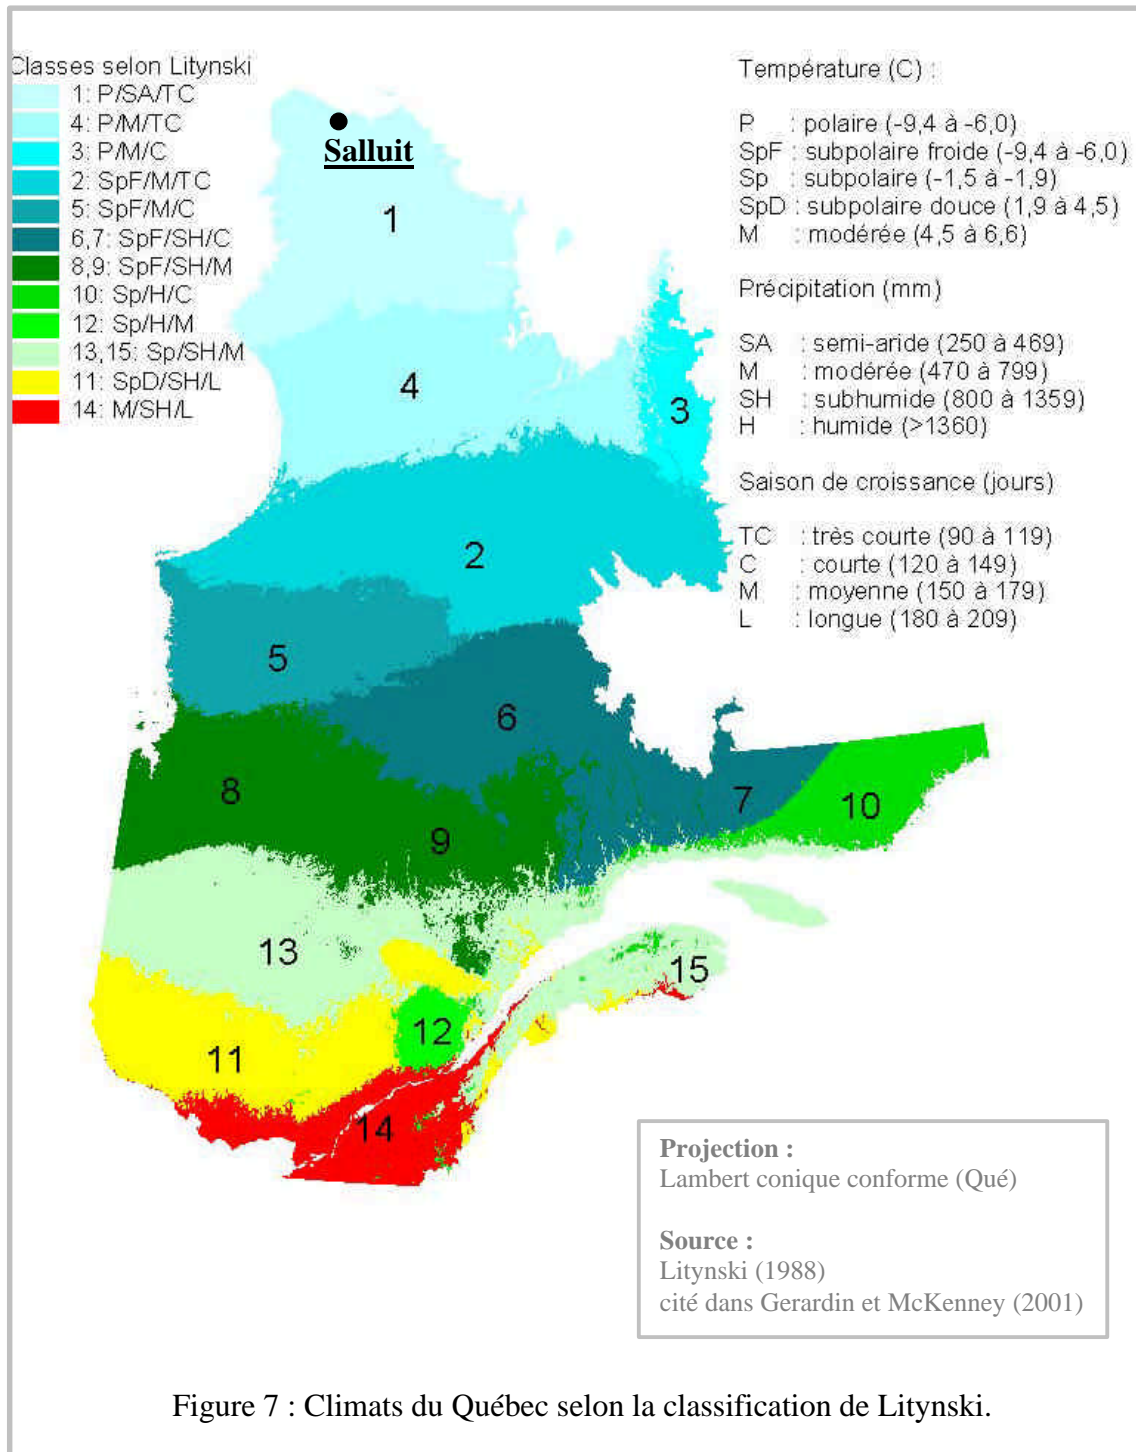 Classes selon Litynski
1: P/SA/TC
4: P/M/TC
3: P/M/C
2: SpF/M/TC
5: SpF/M/C
6,7: SpF/SH/C
8,9: SpF/SH/M
10: Sp/H/C
12: Sp/H/M
13,15: Sp/SH/M
11: SpD/SH/L
14: M/SH/L
Température (C) :
P : polaire (-9,4 à -6,0)
SpF : subpolaire froide (-9,4 à -6,0)
Sp : subpolaire (-1,5 à -1,9)
SpD : subpolaire douce (1,9 à 4,5)
M : modérée (4,5 à 6,6)
Précipitation (mm)
SA : semi-aride (250 à 469)
M : modérée (470 à 799)
SH : subhumide (800 à 1359)
H : humide (>1360)
Saison de croissance (jours)
TC : très courte (90 à 119)
C : courte (120 à 149)
M : moyenne (150 à 179)
L : longue (180 à 209)
Salluit
1
4
3
2
5
6
8
7
10
9
13
15
12
11
14
Projection :
Lambert conique conforme (Qué)
Source :
Litynski (1988)
cité dans Gerardin et McKenney (2001)
Figure 7 : Climats du Québec selon la classification de Litynski.